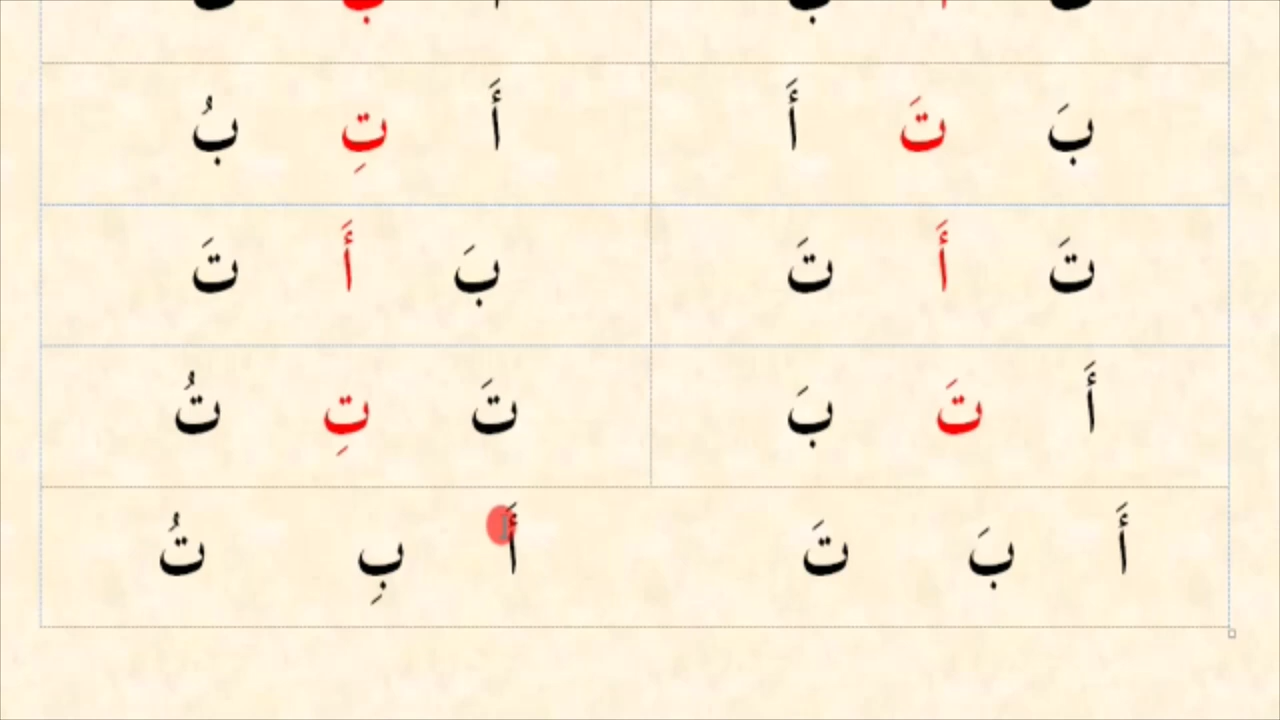 بَ تَ أَ أَ تِ بُ
تَ أَ تَ بَ أَ تَ
أَ تَ بَ تَ تِ تُ
أَ بَ تَ أَ بِ تُ